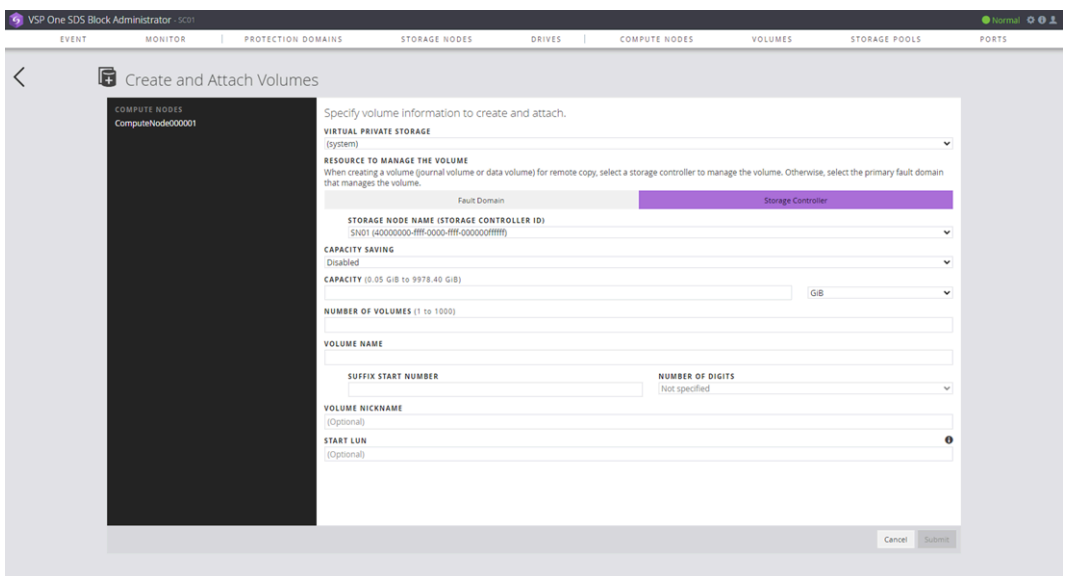 VSP One SDS Block Administrator - SC01
Normal
EVENT MONITOR PROTECTION DOMAINS STORAGE NODES DRIVES COMPUTE NODES VOLUMES STORAGE POOLS PORTS
Create and Attach Volumes
COMPUTE NODES
ComputeNode000001
Specify volume information to create and attach.
VIRTUAL PRIVATE STORAGE
(system)
RESOURCE TO MANAGE THE VOLUME
When creating a volume (journal volume or data volume) for remote copy, select a storage controller to manage the volume. Otherwise, select the primary fault domain
that manages the volume.
Fault Domain Storage Controller
STORAGE NODE NAME (STORAGE CONTROLLER ID)
SN01 (40000000-ffff-0000-ffff-000000ffffff)
CAPACITY SAVING
Disabled
CAPACITY (0.05 GiB to 9978.40 GiB)
GiB
NUMBER OF VOLUMES (1 to 1000)
VOLUME NAME
SUFFIX START NUMBER NUMBER OF DIGITS
Not specified
VOLUME NICKNAME
(Optional)
START LUN
(Optional)
Cancel Submit